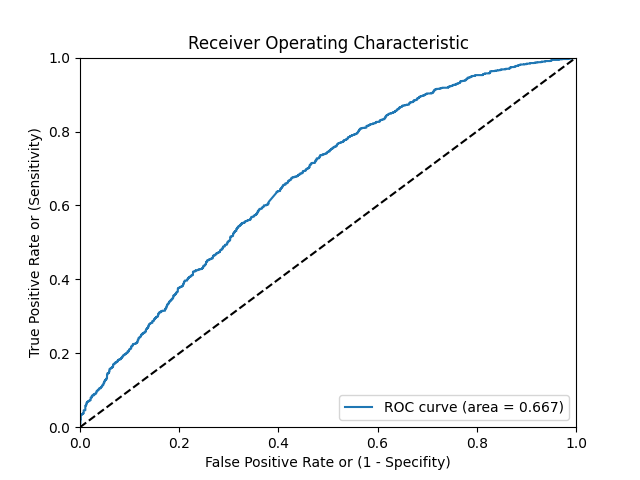 Receiver Operating Characteristic
True Positive Rate or (Sensitivity)
1.0
0.8
0.6
0.4
0.2
0.0
ROC curve (area = 0.667)
0.0 0.2 0.4 0.6 0.8 1.0
False Positive Rate or (1 - Specifity)